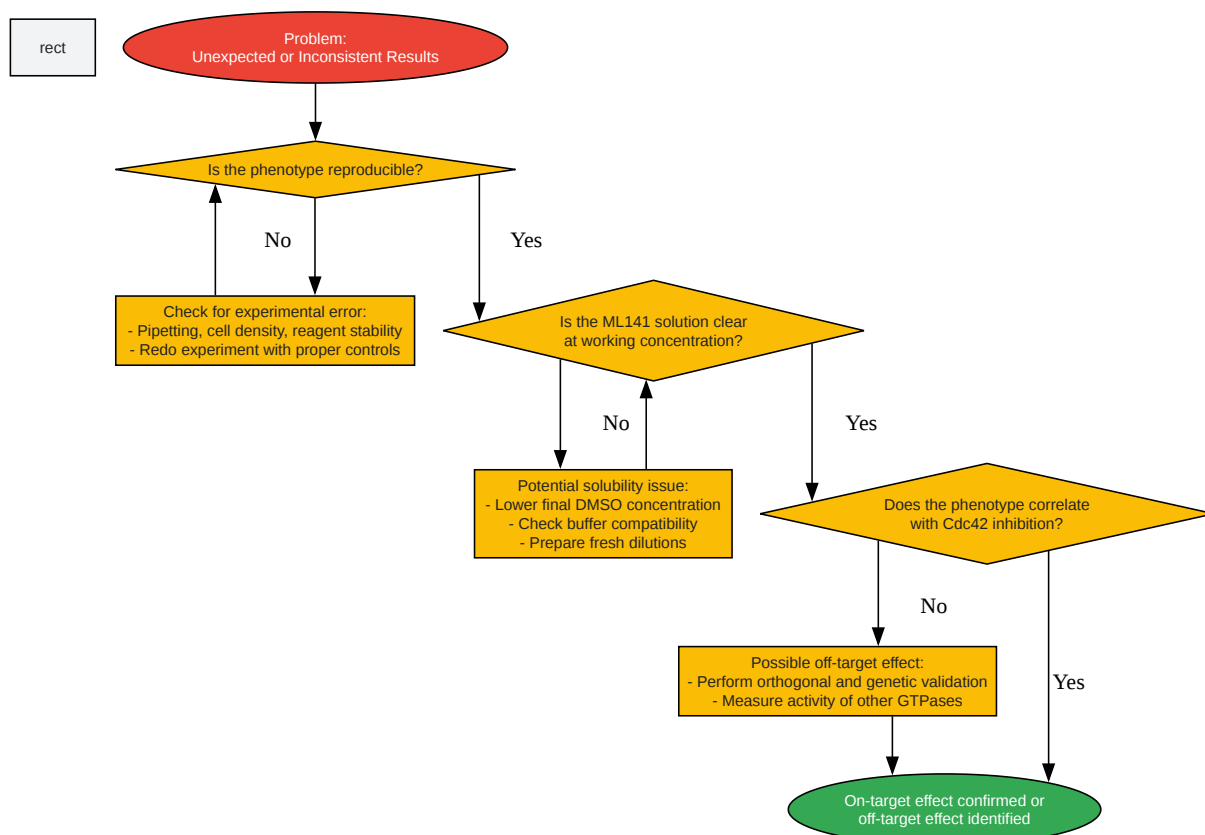 rect
Problem:
Unexpected or Inconsistent Results
Is the phenotype reproducible?
No
Yes
Check for experimental error:
- Pipetting, cell density, reagent stability
- Redo experiment with proper controls
Is the ML141 solution clear
at working concentration?
No
Yes
Potential solubility issue:
- Lower final DMSO concentration
- Check buffer compatibility
- Prepare fresh dilutions
Does the phenotype correlate
with Cdc42 inhibition?
No
Yes
Possible off-target effect:
- Perform orthogonal and genetic validation
- Measure activity of other GTPases
On-target effect confirmed or
off-target effect identified